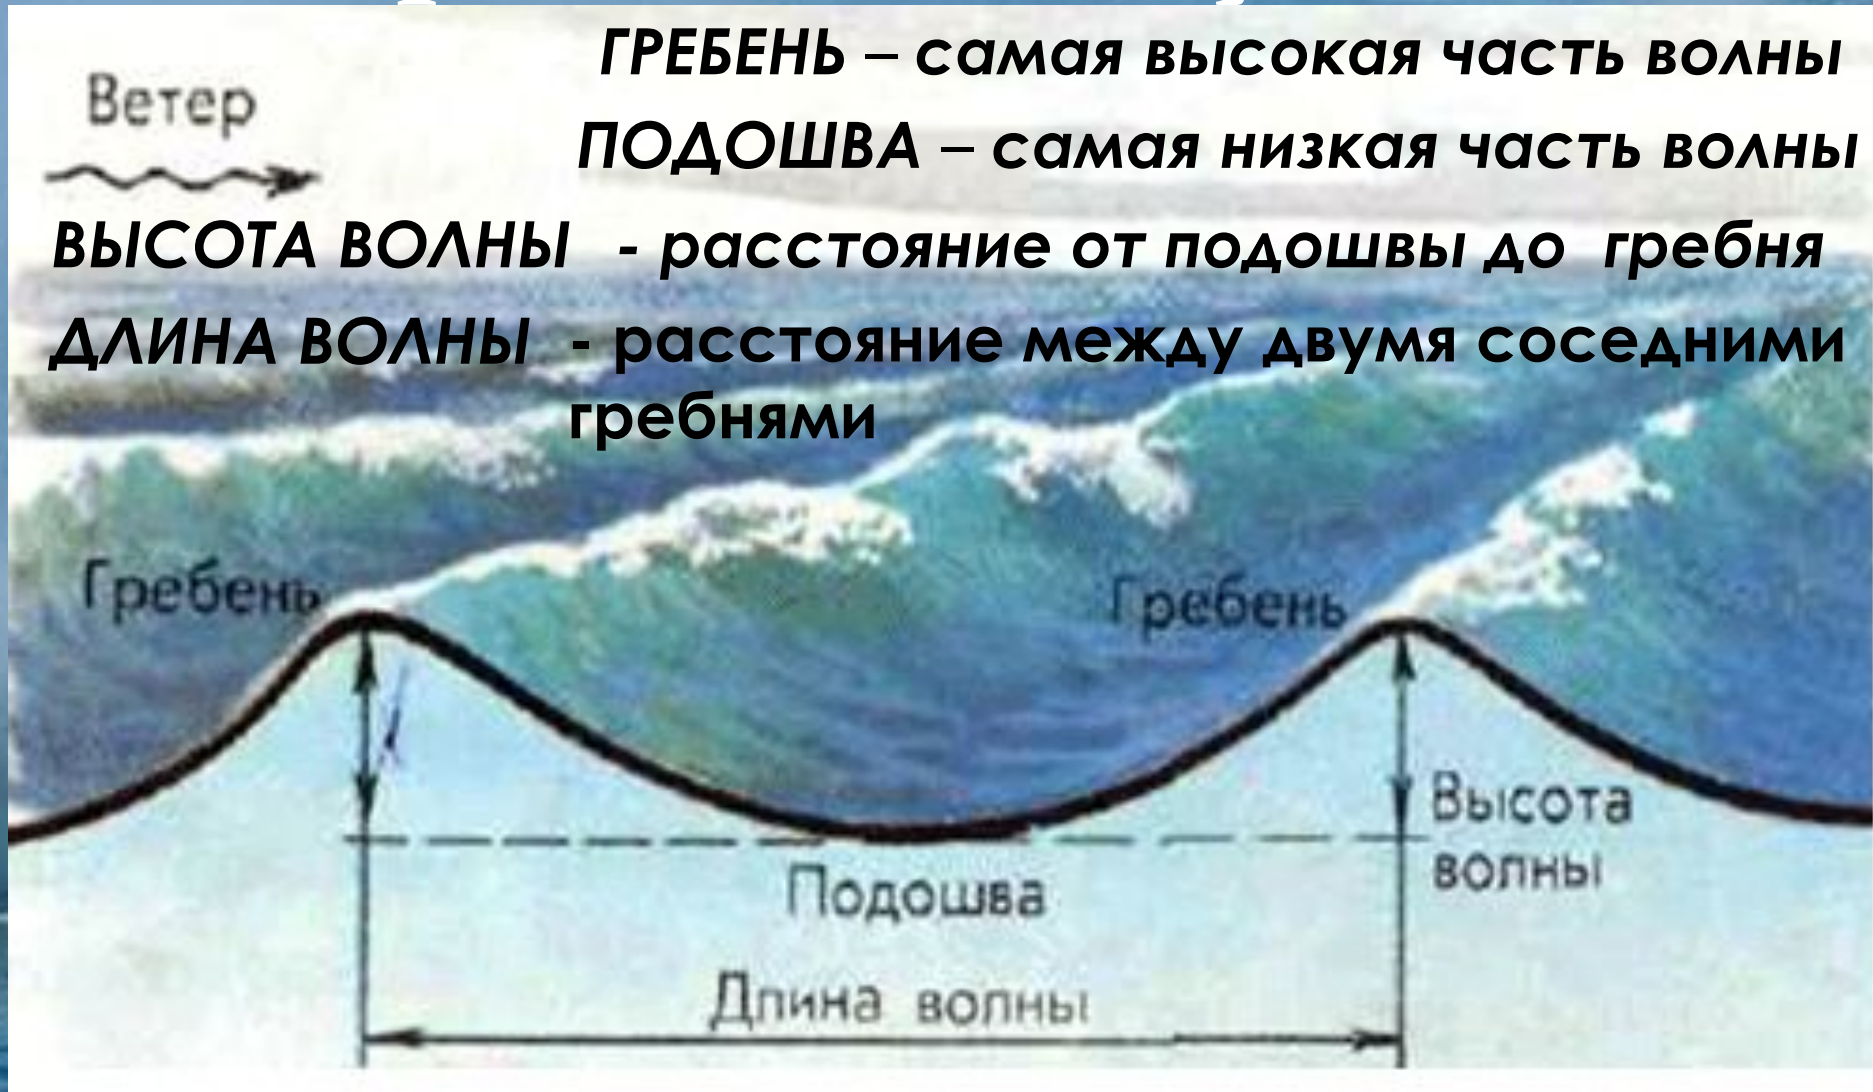 ГРЕБЕНЬ – самая высокая часть волны
Ветер
ПОДОШВА – самая низкая часть волны
ВЫСОТА ВОЛНЫ - расстояние от подошвы до гребня
ДЛИНА ВОЛНЫ - расстояние между двумя соседними
гребнями
Гребень
Гребень
Высота
волны
Подошва
Длина волны